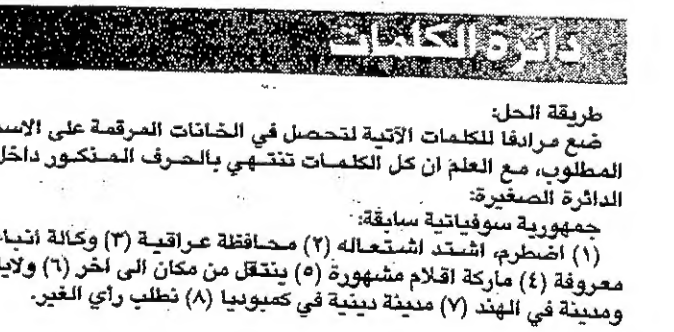 دائرة الكلمات
طريقة الحل:
ضع مرادفا للكلمات الآتية لتحصل في الخانات المرقمة على الاسم
المطلوب، مع العلم ان كل الكلمات تنتهي بالحرف المذكور داخل
الدائرة الصغيرة:
جمهورية سوفياتية سابقة:
(١) اضطرم، اشتد اشتعاله (٢) محافظة عراقية (٣) وكالة أنباء
معروفة (٤) ماركة اقلام مشهورة (٥) ينتقل من مكان الى آخر (٦) ولاية
ومدينة في الهند (٧) مدينة دينية في كمبوديا (٨) نطلب رأي الغير.